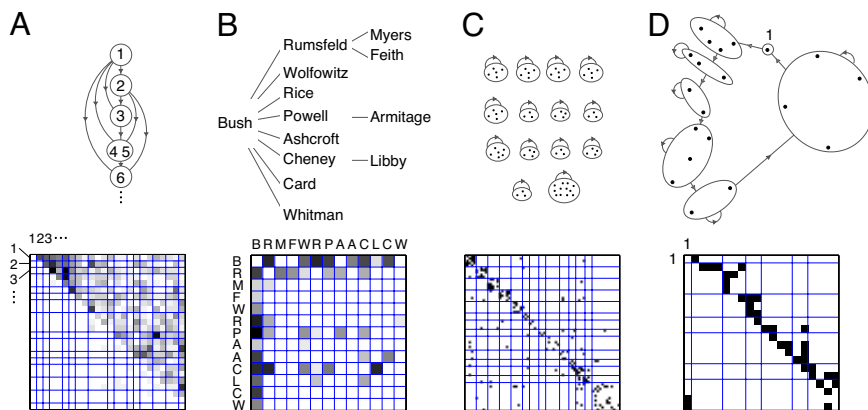 A
B
C
D
1
2
3
4 5
6
⋮
Bush
Rumsfeld
Myers
Feith
Wolfowitz
Rice
Powell
Armitage
Ashcroft
Cheney
Libby
Card
Whitman
1
123⋯
1
2
3
⋮
B R M F W R P A A C L C W
B
R
M
F
W
R
P
A
A
C
L
C
W
1
1